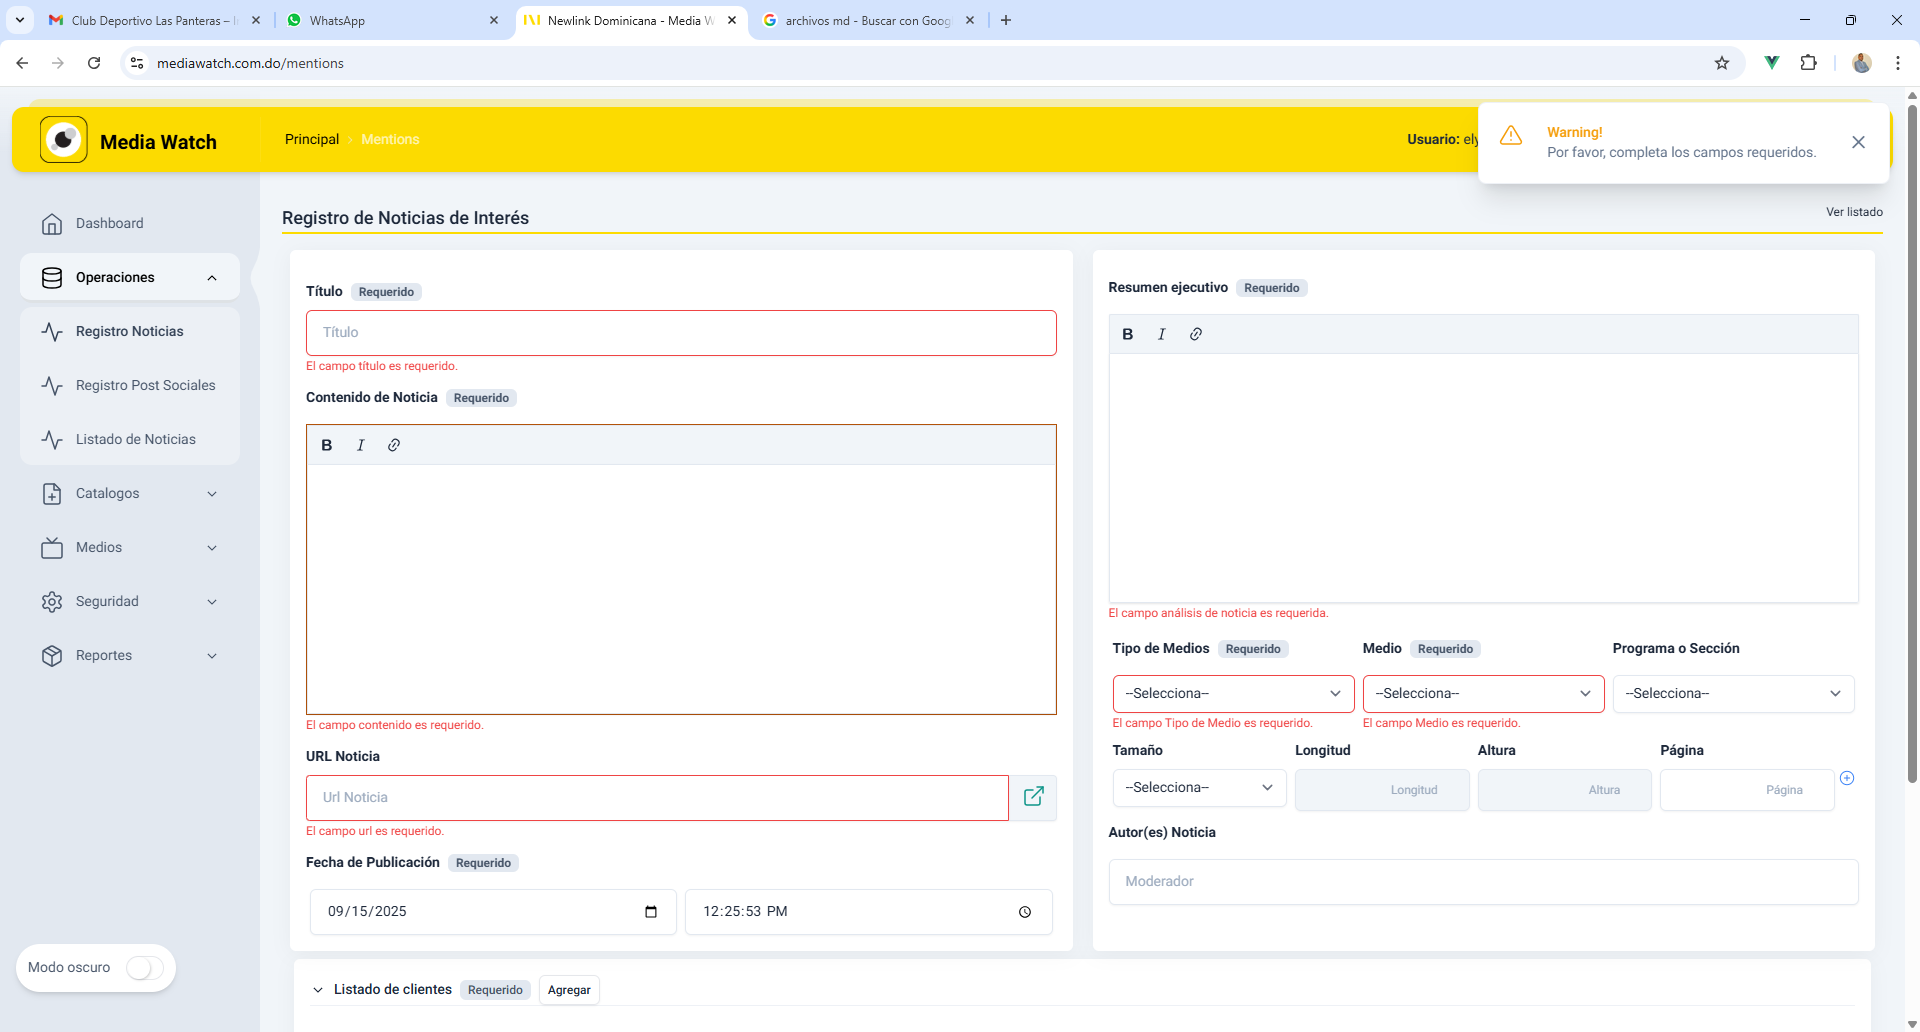 Club Deportivo Las Panteras –
WhatsApp
Newlink Dominicana - Media W
archivos md - Buscar con Goog
mediawatch.com.do/mentions
Media Watch
Principal
Mentions
Usuario: ely
Warning!
Por favor, completa los campos requeridos.
Dashboard
Operaciones
Registro Noticias
Registro Post Sociales
Listado de Noticias
Catalogos
Medios
Seguridad
Reportes
Modo oscuro
Registro de Noticias de Interés
Ver listado
Título Requerido
Título
El campo título es requerido.
Contenido de Noticia Requerido
B I
El campo contenido es requerido.
URL Noticia
Url Noticia
El campo url es requerido.
Fecha de Publicación Requerido
09/15/2025
12:25:53 PM
Resumen ejecutivo Requerido
B I
El campo análisis de noticia es requerida.
Tipo de Medios Requerido
Medio Requerido
Programa o Sección
--Selecciona--
--Selecciona--
--Selecciona--
El campo Tipo de Medio es requerido.
El campo Medio es requerido.
Tamaño
Longitud
Altura
Página
--Selecciona--
Longitud
Altura
Página
Autor(es) Noticia
Moderador
Listado de clientes Requerido Agregar